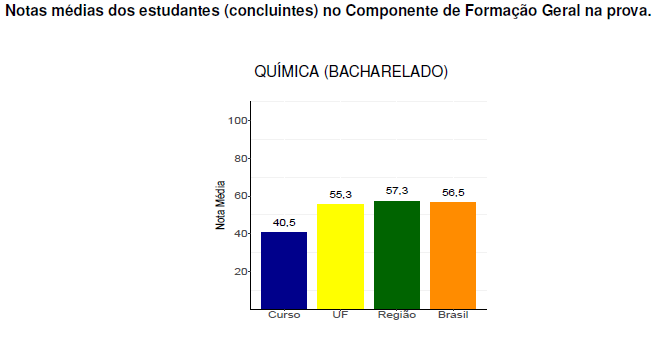 Notas médias dos estudantes (concluintes) no Componente de Formação Geral na prova.
QUÍMICA (BACHARELADO)
Nota Média
100
80
60
40
20
40,5
55,3
57,3
56,5
Curso
UF
Região
Brasil